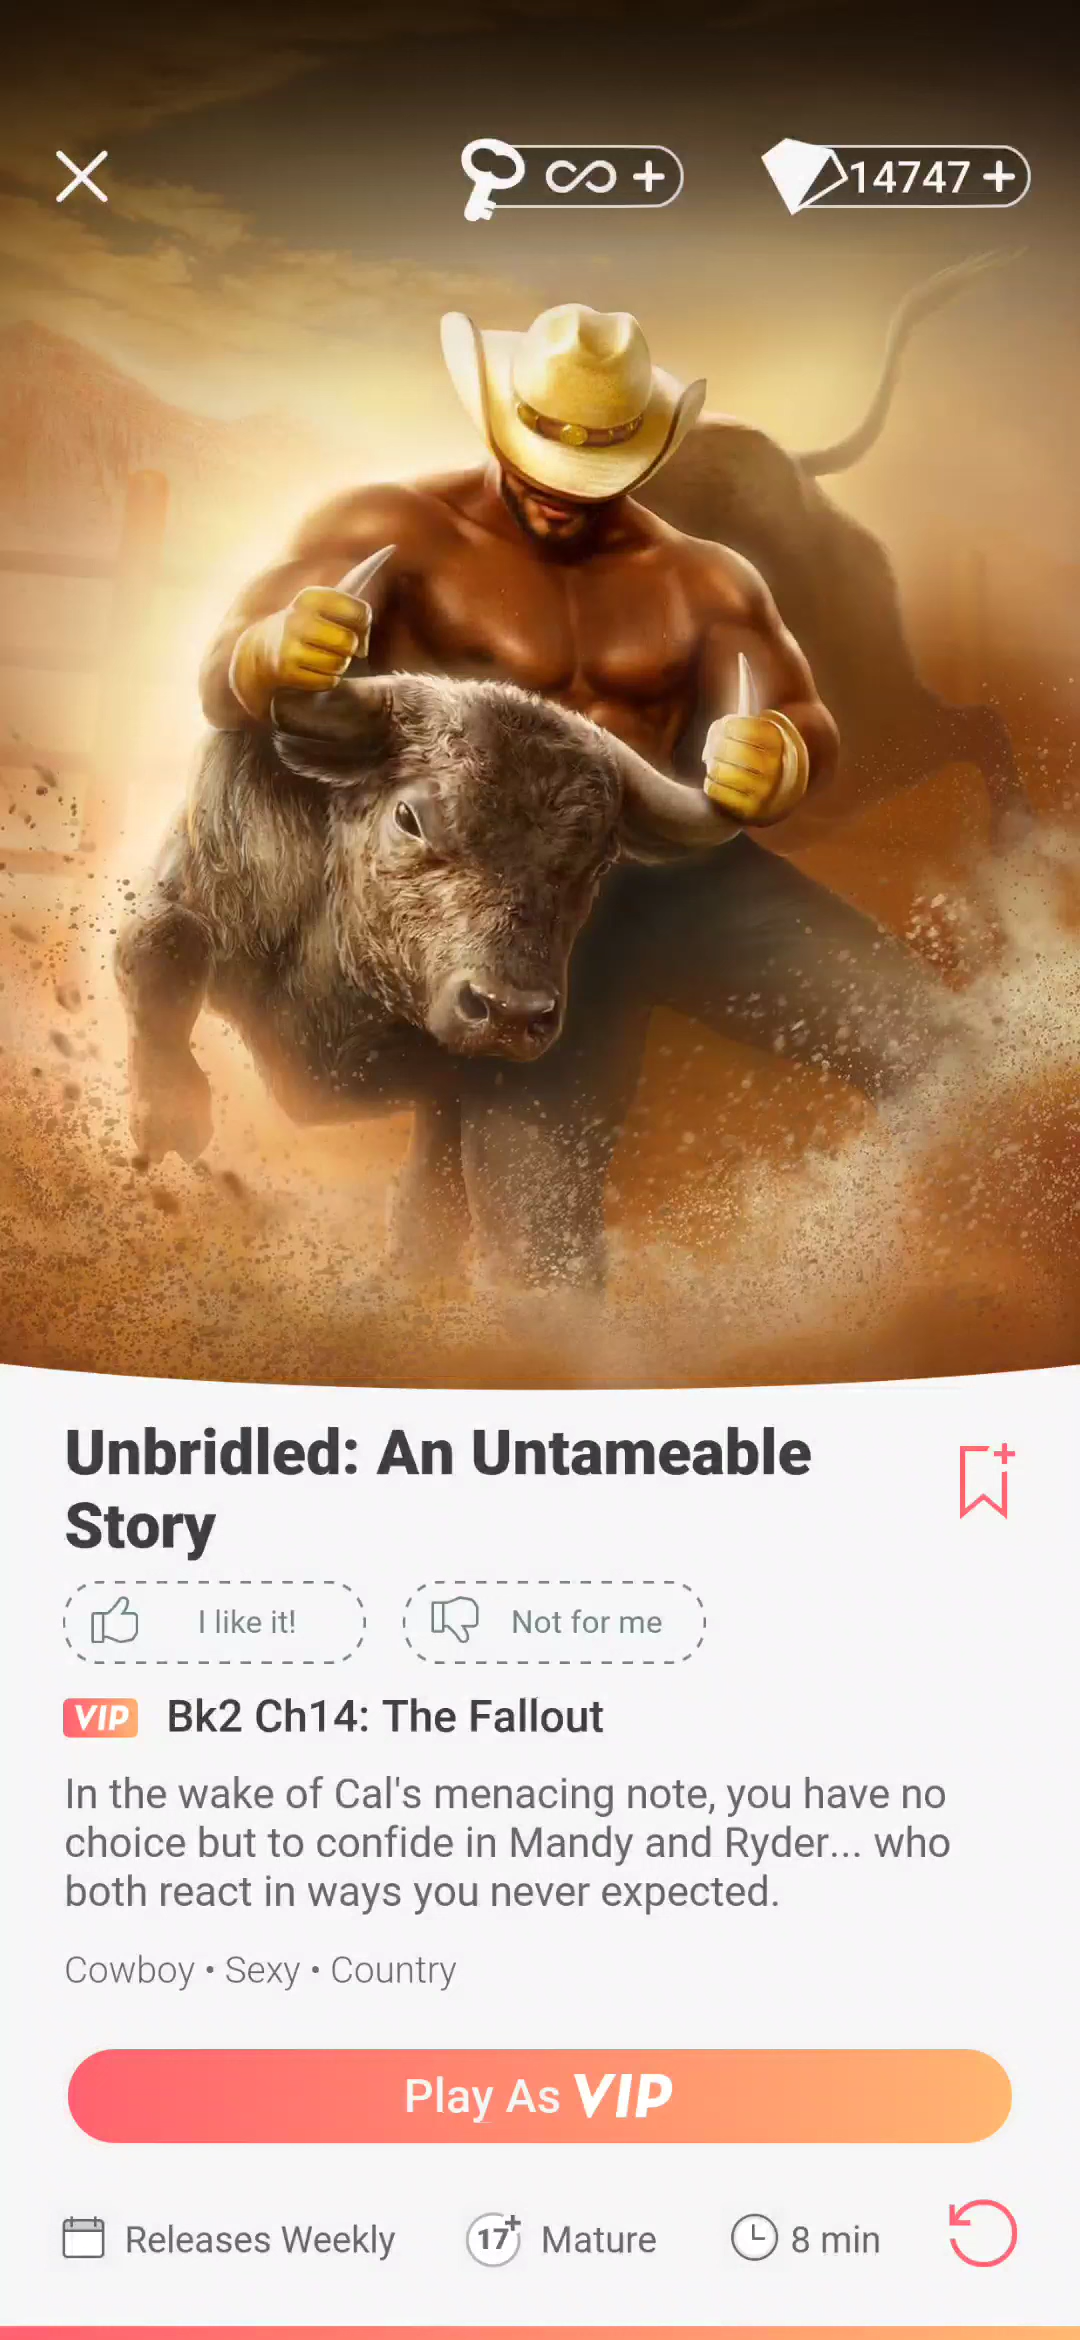 ∞ +
14747 +
Unbridled: An Untameable
Story
I like it!
Not for me
VIP Bk2 Ch14: The Fallout
In the wake of Cal's menacing note, you have no
choice but to confide in Mandy and Ryder... who
both react in ways you never expected.
Cowboy • Sexy • Country
Play As VIP
Releases Weekly
17+ Mature
8 min